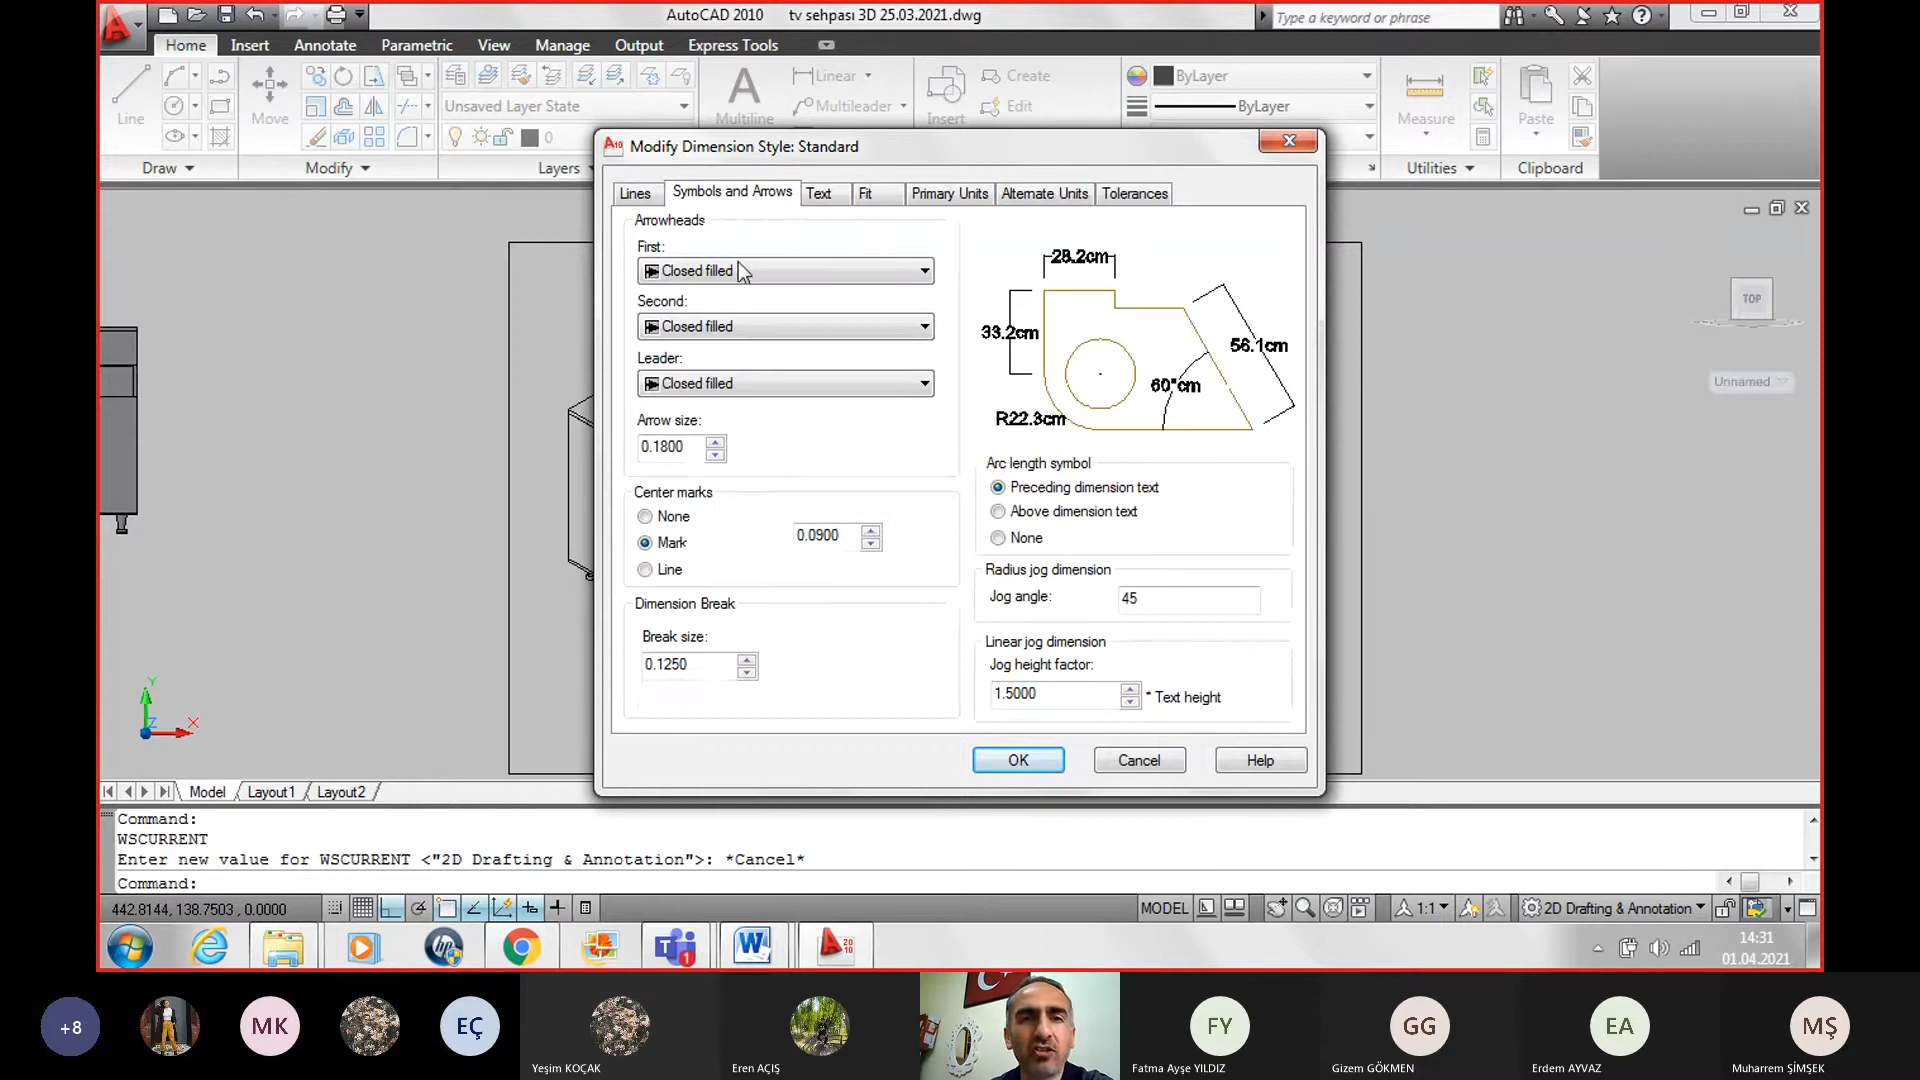 AutoCAD 2010 tv sehpası 3D 25.03.2021.dwg
Type a keyword or phrase
Home Insert Annotate Parametric View Manage Output Express Tools
Line
Move
Unsaved Layer State
0
Multiline
Linear
Multileader
Insert
Create
Edit
ByLayer
ByLayer
Measure
Paste
Draw Modify Layers Utilities Clipboard
Modify Dimension Style: Standard
Lines Symbols and Arrows Text Fit Primary Units Alternate Units Tolerances
Arrowheads
First:
Closed filled
Second:
Closed filled
Leader:
Closed filled
Arrow size:
0.1800
Center marks
None
Mark
Line
0.0900
Dimension Break
Break size:
0.1250
28.2cm
33.2cm
56.1cm
60°cm
R22.3cm
Arc length symbol
Preceding dimension text
Above dimension text
None
Radius jog dimension
Jog angle: 45
Linear jog dimension
Jog height factor:
1.5000 * Text height
OK Cancel Help
TOP
Unnamed
Y
X
Z
Model Layout1 Layout2
Command:
WSCURRENT
Enter new value for WSCURRENT <"2D Drafting & Annotation">: *Cancel*
Command:
442.8144, 138.7503 , 0.0000
MODEL
1:1
2D Drafting & Annotation
14:31
01.04.2021
+8
MK
EÇ
Yeşim KOÇAK
Eren AÇIŞ
FY
Fatma Ayşe YILDIZ
GG
Gizem GÖKMEN
EA
Erdem AYVAZ
MŞ
Muharrem ŞİMŞEK